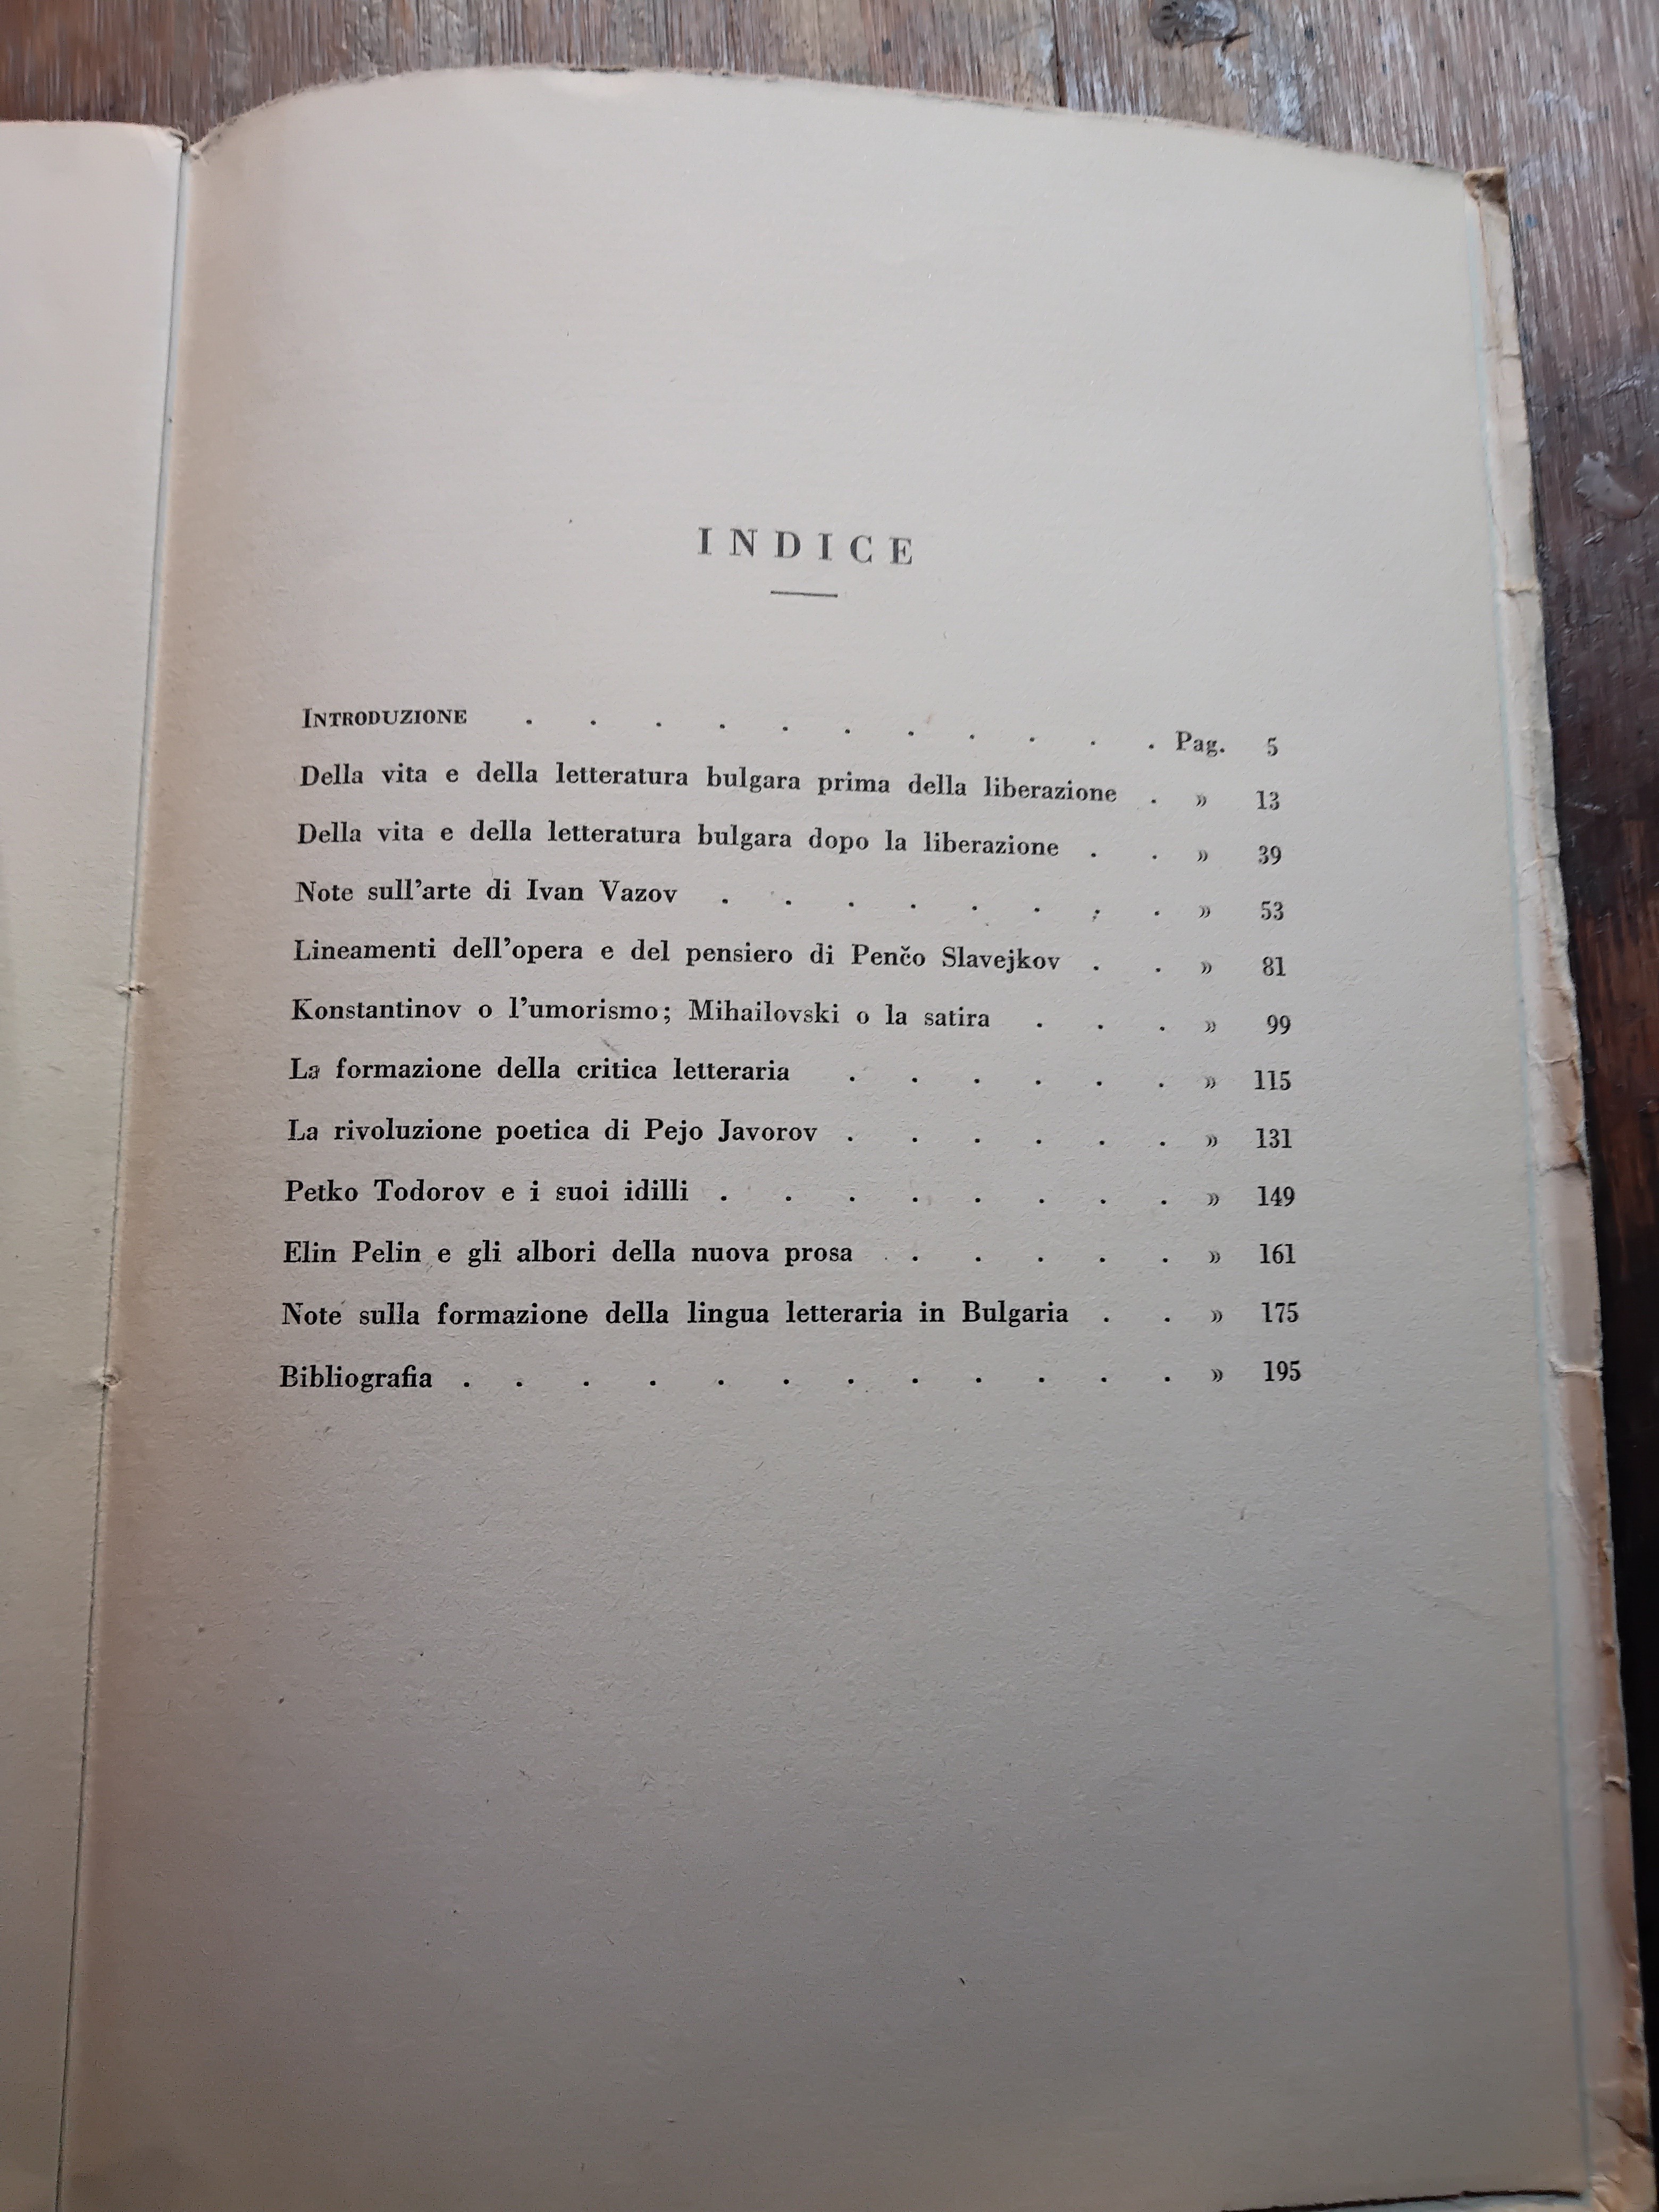 INDICE
INTRODUZIONE . . . . . . . . . . . Pag. 5
Della vita e della letteratura bulgara prima della liberazione . » 13
Della vita e della letteratura bulgara dopo la liberazione . . » 39
Note sull'arte di Ivan Vazov . . . . . . . . » 53
Lineamenti dell'opera e del pensiero di Penčo Slavejkov . . » 81
Konstantinov o l'umorismo; Mihailovski o la satira . . . » 99
La formazione della critica letteraria . . . . . . » 115
La rivoluzione poetica di Pejo Javorov . . . . . . » 131
Petko Todorov e i suoi idilli . . . . . . . . » 149
Elin Pelin e gli albori della nuova prosa . . . . . » 161
Note sulla formazione della lingua letteraria in Bulgaria . . » 175
Bibliografia . . . . . . . . . . . . » 195